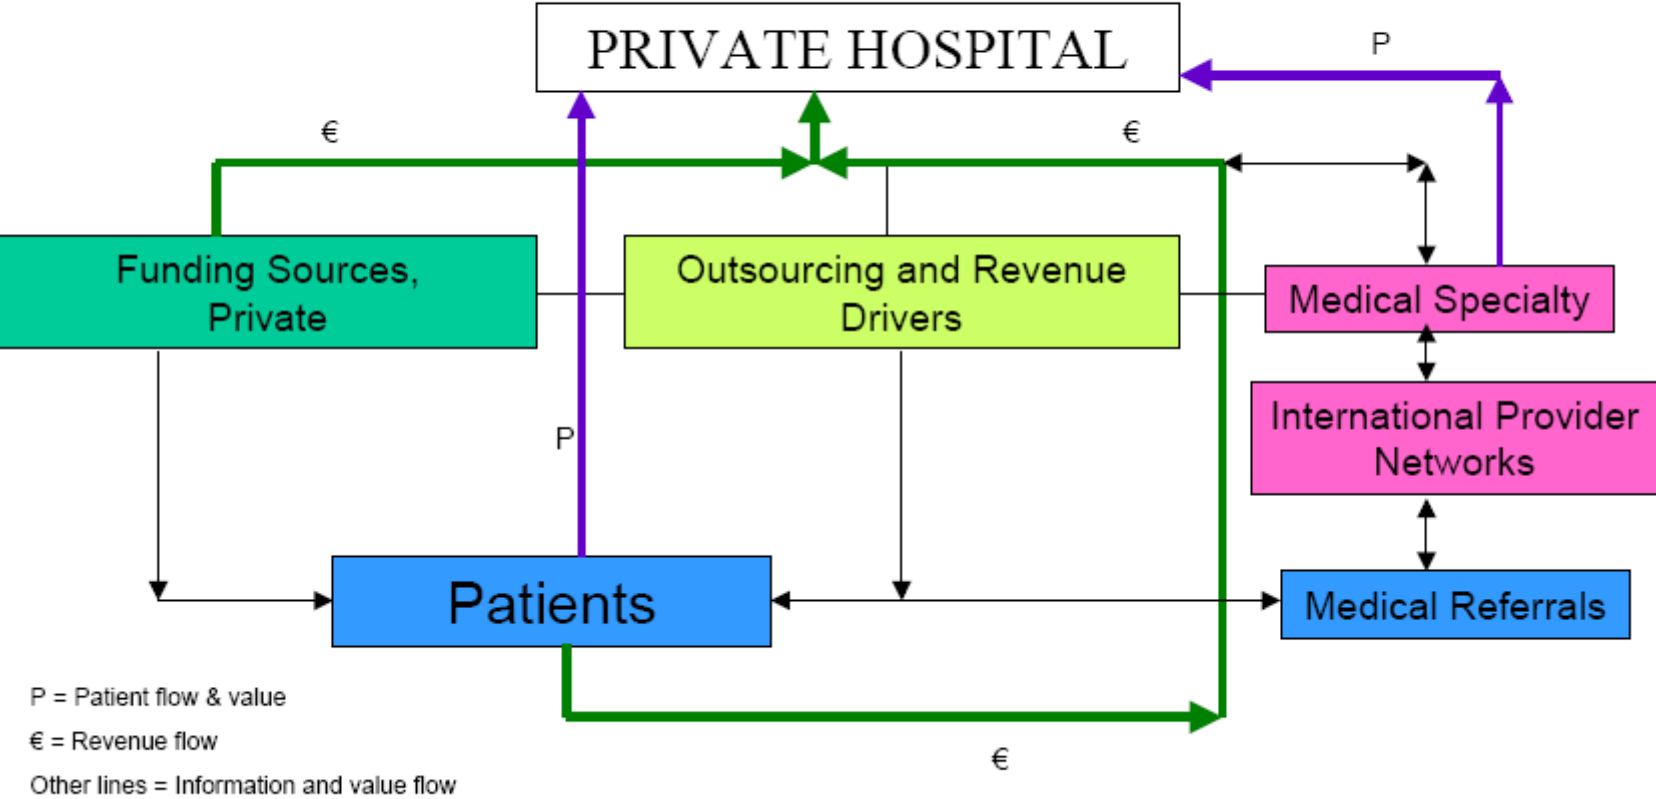 PRIVATE HOSPITAL
P
€
€
Funding Sources,
Private
Outsourcing and Revenue
Drivers
Medical Specialty
International Provider
Networks
P
Patients
Medical Referrals
P = Patient flow & value
€ = Revenue flow
€
Other lines = Information and value flow